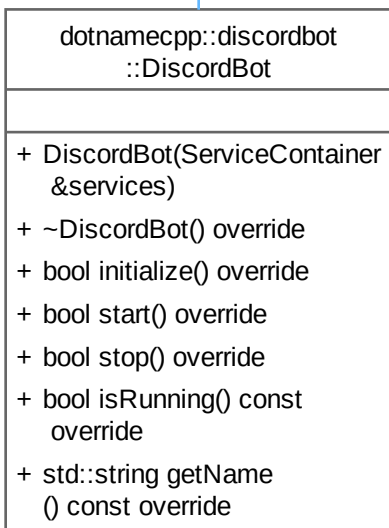 dotnamecpp::discordbot
::DiscordBot
+ DiscordBot(ServiceContainer
&services)
+ ~DiscordBot() override
+ bool initialize() override
+ bool start() override
+ bool stop() override
+ bool isRunning() const
override
+ std::string getName
() const override